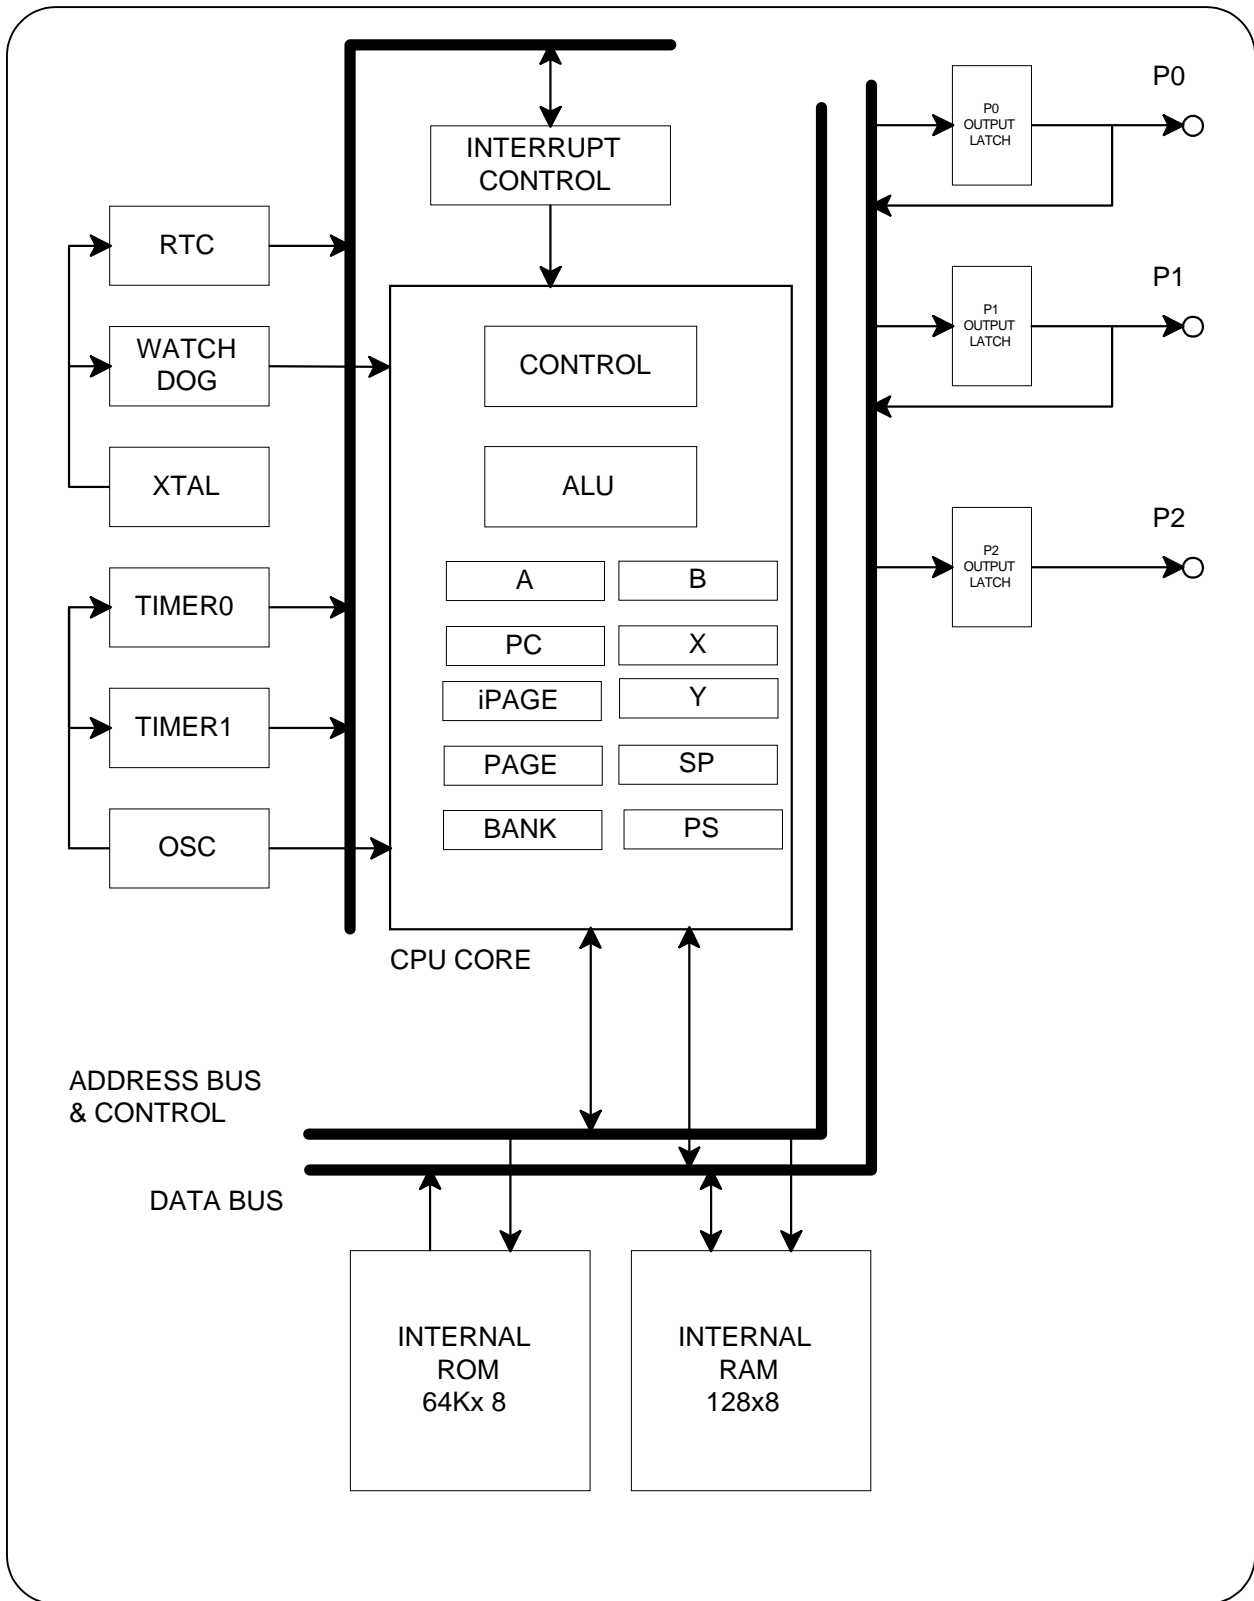 P0
P0
OUTPUT
LATCH
INTERRUPT
CONTROL
RTC
P1
P1
OUTPUT
LATCH
WATCH
DOG
CONTROL
XTAL
ALU
P2
P2
OUTPUT
LATCH
A
B
TIMER0
PC
X
iPAGE
Y
TIMER1
PAGE
SP
BANK
PS
OSC
CPU CORE
ADDRESS BUS
& CONTROL
DATA BUS
INTERNAL
ROM
64Kx 8
INTERNAL
RAM
128x8